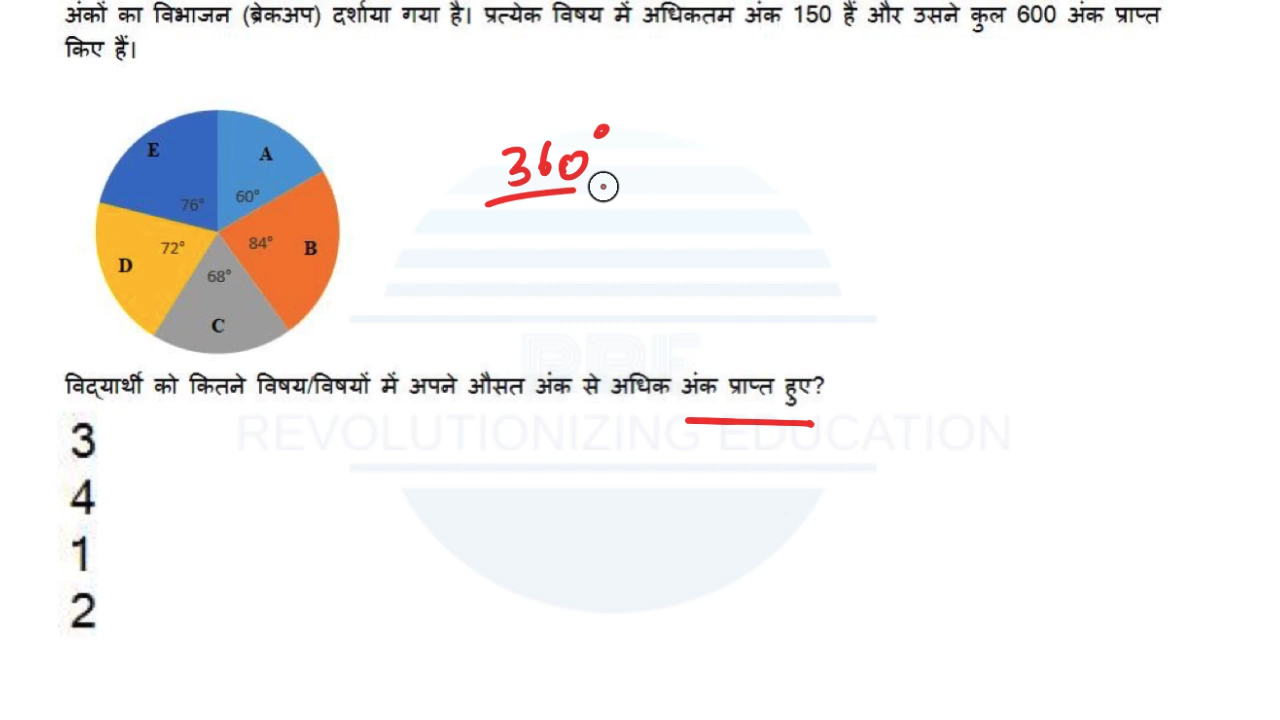 अंकों का विभाजन (ब्रेकअप) दर्शाया गया है। प्रत्येक विषय में अधिकतम अंक 150 हैं और उसने कुल 600 अंक प्राप्त
किए हैं।
360°
E
A
76°
60°
D
72°
84°
B
68°
C
विद्यार्थी को कितने विषय/विषयों में अपने औसत अंक से अधिक अंक प्राप्त हुए?
REVOLUTIONIZING EDUCATION
3
4
1
2